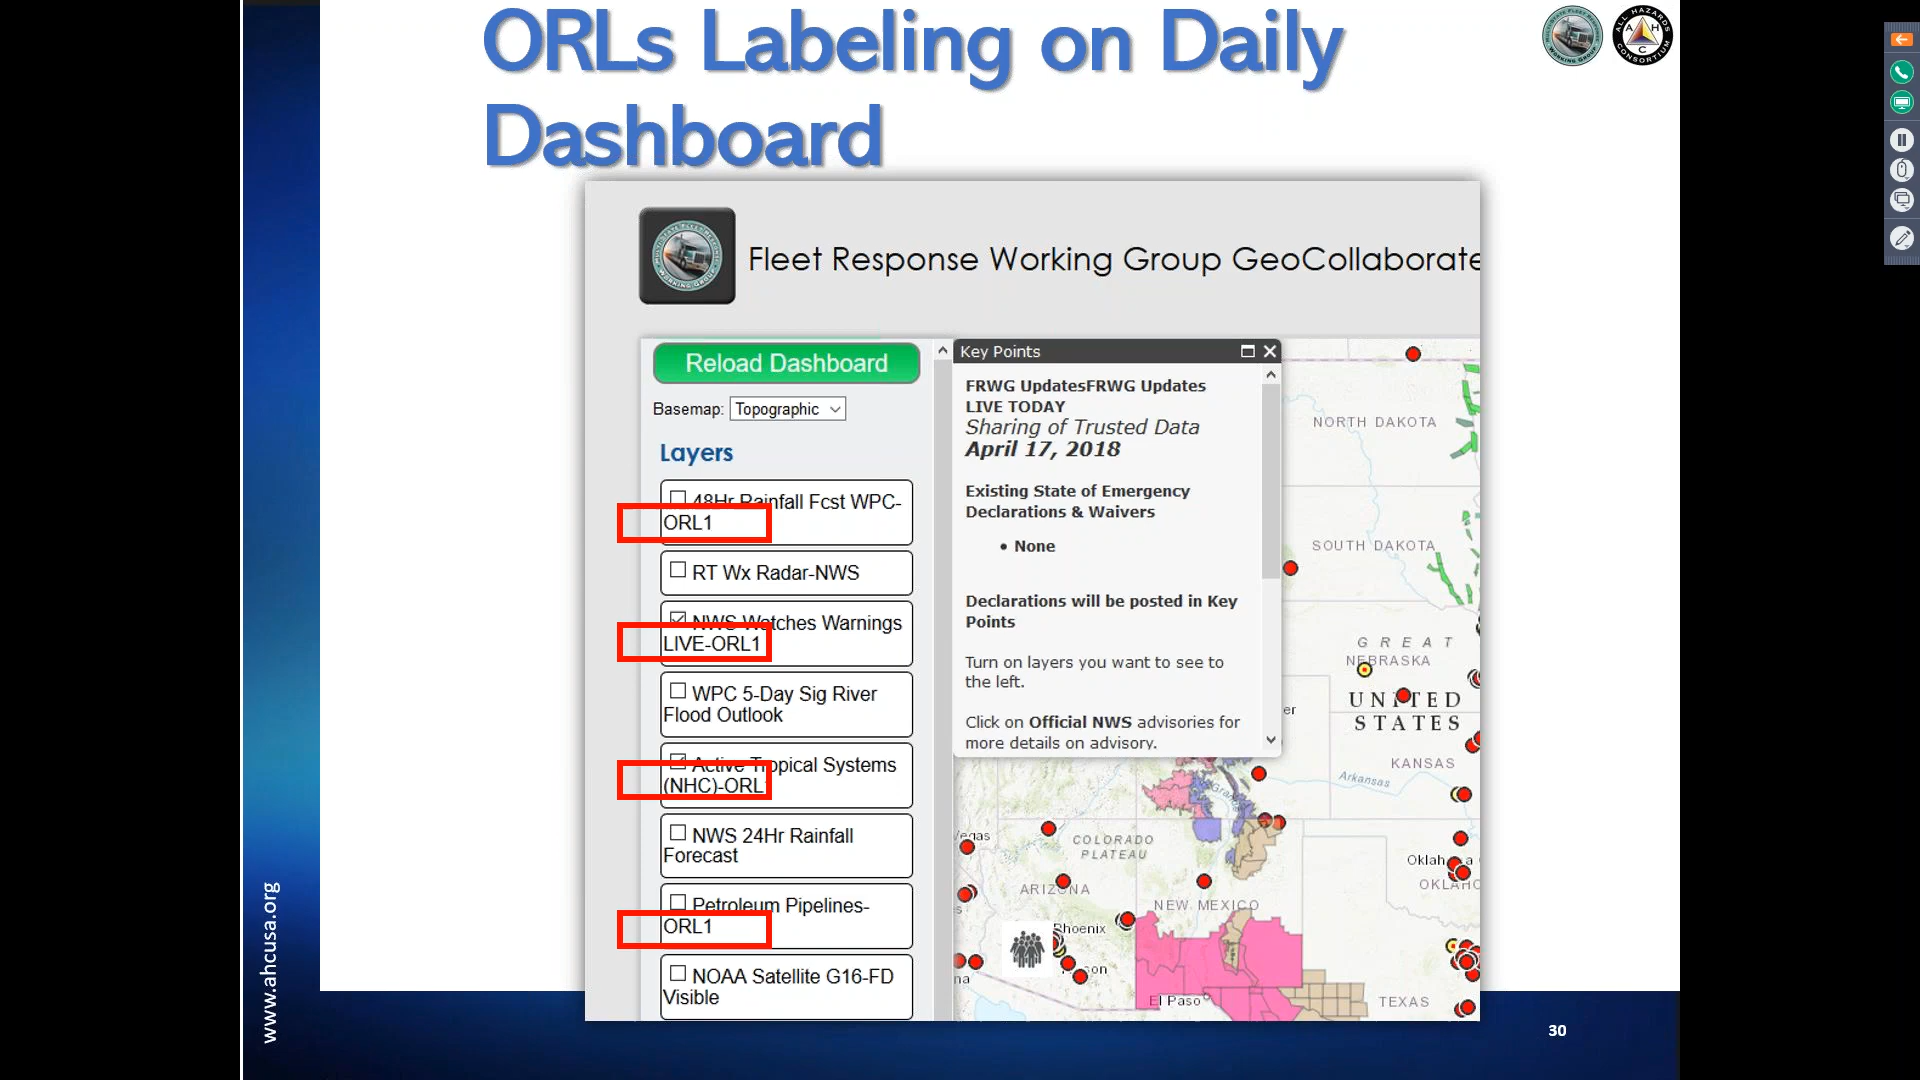 ORLs Labeling on Daily
Dashboard
ALL HAZARDS
A H
C
CONSORTIUM
Fleet Response Working Group GeoCollaborate
Reload Dashboard
Basemap: Topographic
Layers
48Hr Rainfall Fcst WPC-
ORL1
RT Wx Radar-NWS
NWS Watches Warnings
LIVE-ORL1
WPC 5-Day Sig River
Flood Outlook
Active Tropical Systems
(NHC)-ORL
NWS 24Hr Rainfall
Forecast
Petroleum Pipelines-
ORL1
NOAA Satellite G16-FD
Visible
Key Points
FRWG UpdatesFRWG Updates
LIVE TODAY
Sharing of Trusted Data
April 17, 2018
Existing State of Emergency
Declarations & Waivers
• None
Declarations will be posted in Key
Points
Turn on layers you want to see to
the left.
Click on Official NWS advisories for
more details on advisory.
NORTH DAKOTA
SOUTH DAKOTA
GREAT
NEBRASKA
UNITED
STATES
KANSAS
Arkansas
Grande
COLORADO
PLATEAU
ARIZONA
NEW MEXICO
Phoenix
El Paso
TEXAS
www.ahcusa.org
30